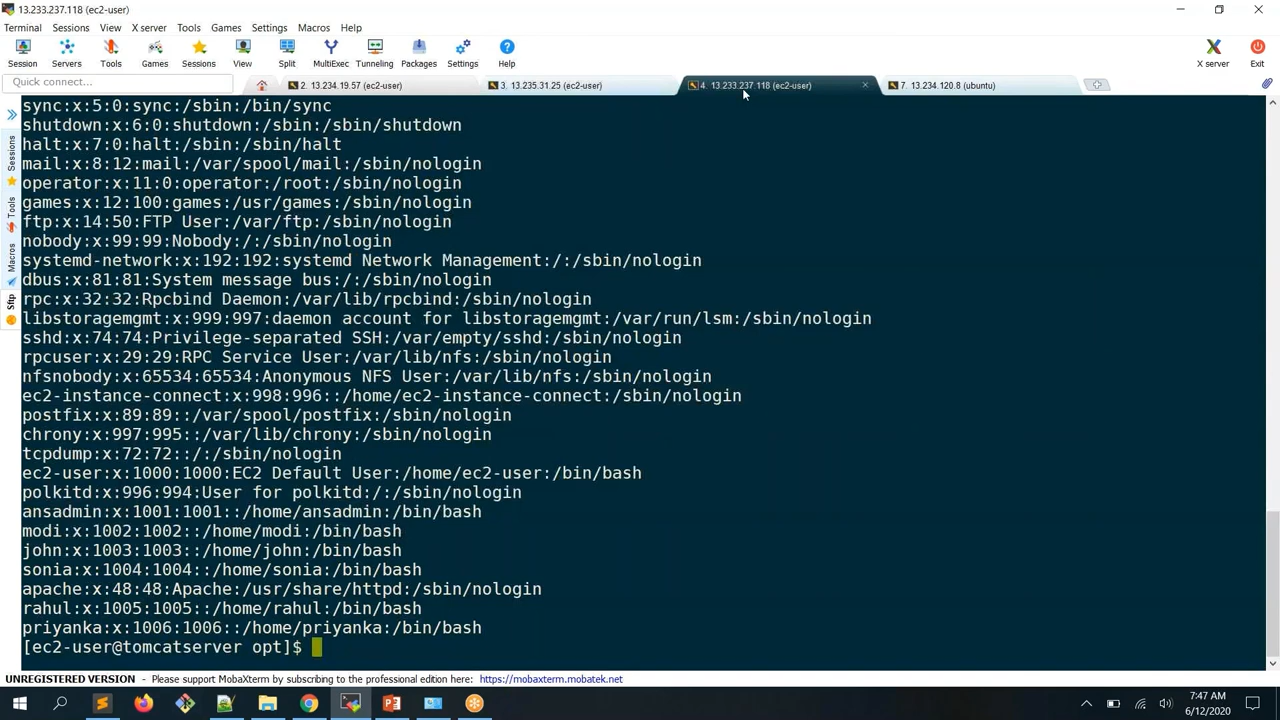 13.233.237.118 (ec2-user)
Terminal Sessions View X server Tools Games Settings Macros Help
Session Servers Tools Games Sessions View Split MultiExec Tunneling Packages Settings Help X server Exit
Quick connect...
2. 13.234.19.57 (ec2-user)
3. 13.235.31.25 (ec2-user)
4. 13.233.237.118 (ec2-user)
7. 13.234.120.8 (ubuntu)
Sessions
Tools
Macros
Sftp
sync:x:5:0:sync:/sbin:/bin/sync
shutdown:x:6:0:shutdown:/sbin:/sbin/shutdown
halt:x:7:0:halt:/sbin:/sbin/halt
mail:x:8:12:mail:/var/spool/mail:/sbin/nologin
operator:x:11:0:operator:/root:/sbin/nologin
games:x:12:100:games:/usr/games:/sbin/nologin
ftp:x:14:50:FTP User:/var/ftp:/sbin/nologin
nobody:x:99:99:Nobody:/:/sbin/nologin
systemd-network:x:192:192:systemd Network Management:/:/sbin/nologin
dbus:x:81:81:System message bus:/:/sbin/nologin
rpc:x:32:32:Rpcbind Daemon:/var/lib/rpcbind:/sbin/nologin
libstoragemgmt:x:999:997:daemon account for libstoragemgmt:/var/run/lsm:/sbin/nologin
sshd:x:74:74:Privilege-separated SSH:/var/empty/sshd:/sbin/nologin
rpcuser:x:29:29:RPC Service User:/var/lib/nfs:/sbin/nologin
nfsnobody:x:65534:65534:Anonymous NFS User:/var/lib/nfs:/sbin/nologin
ec2-instance-connect:x:998:996::/home/ec2-instance-connect:/sbin/nologin
postfix:x:89:89::/var/spool/postfix:/sbin/nologin
chrony:x:997:995::/var/lib/chrony:/sbin/nologin
tcpdump:x:72:72::/:/sbin/nologin
ec2-user:x:1000:1000:EC2 Default User:/home/ec2-user:/bin/bash
polkitd:x:996:994:User for polkitd:/:/sbin/nologin
ansadmin:x:1001:1001::/home/ansadmin:/bin/bash
modi:x:1002:1002::/home/modi:/bin/bash
john:x:1003:1003::/home/john:/bin/bash
sonia:x:1004:1004::/home/sonia:/bin/bash
apache:x:48:48:Apache:/usr/share/httpd:/sbin/nologin
rahul:x:1005:1005::/home/rahul:/bin/bash
priyanka:x:1006:1006::/home/priyanka:/bin/bash
[ec2-user@tomcatserver opt]$
UNREGISTERED VERSION - Please support MobaXterm by subscribing to the professional edition here: https://mobaxterm.mobatek.net
7:47 AM
6/12/2020